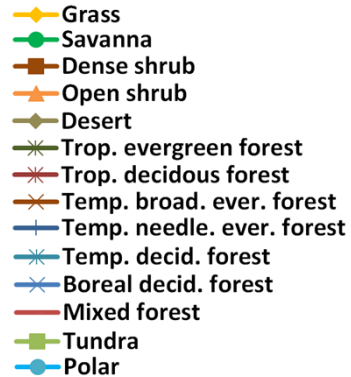 Grass
Savanna
Dense shrub
Open shrub
Desert
Trop. evergreen forest
Trop. decidous forest
Temp. broad. ever. forest
Temp. needle. ever. forest
Temp. decid. forest
Boreal decid. forest
Mixed forest
Tundra
Polar